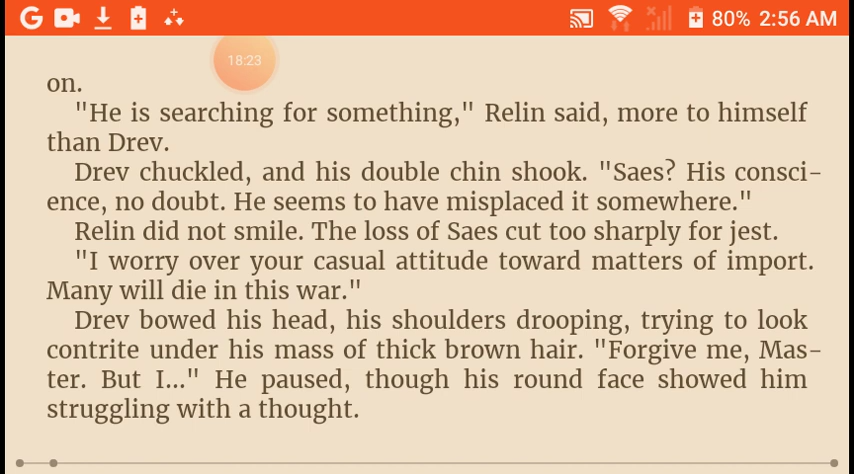 G
80% 2:56 AM
18:23
on.
"He is searching for something," Relin said, more to himself
than Drev.
Drev chuckled, and his double chin shook. "Saes? His consci-
ence, no doubt. He seems to have misplaced it somewhere."
Relin did not smile. The loss of Saes cut too sharply for jest.
"I worry over your casual attitude toward matters of import.
Many will die in this war."
Drev bowed his head, his shoulders drooping, trying to look
contrite under his mass of thick brown hair. "Forgive me, Mas-
ter. But I..." He paused, though his round face showed him
struggling with a thought.